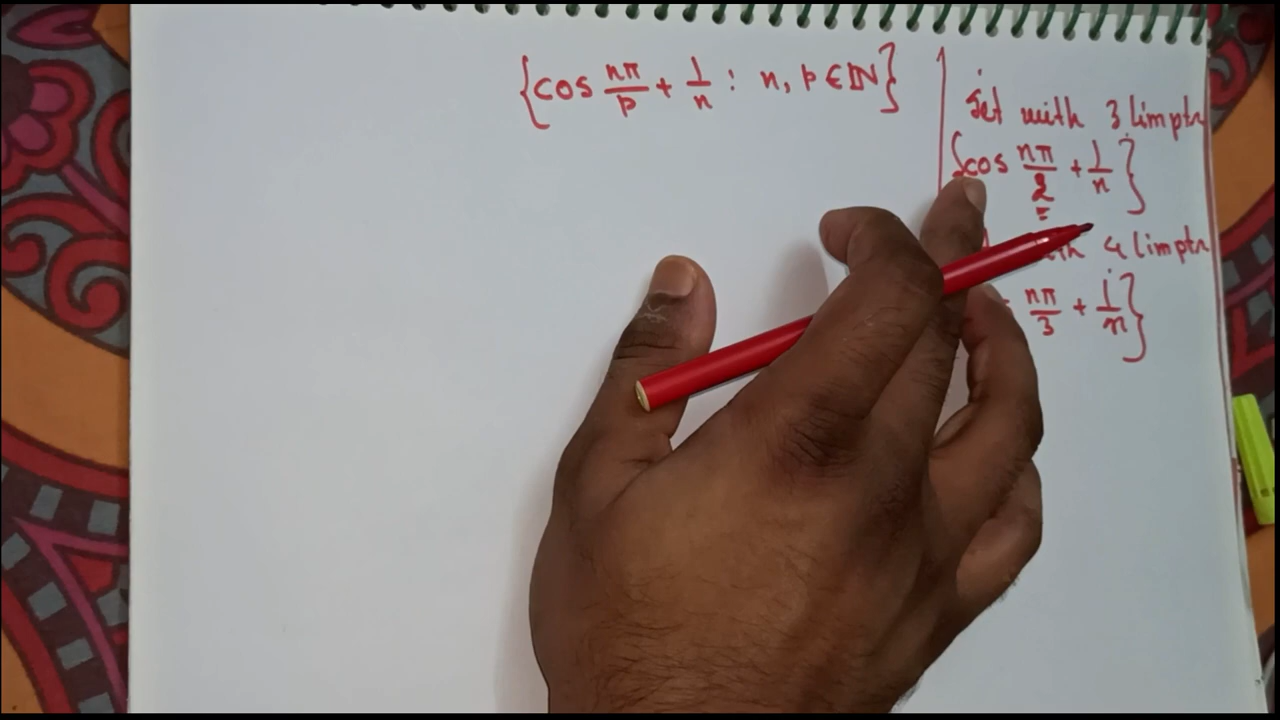 {cos nπ/p + 1/n : n, p ∈ ℕ}
Set with 3 limpts
{cos nπ/2 + 1/n}
4 limpts
nπ/3 + 1/n}